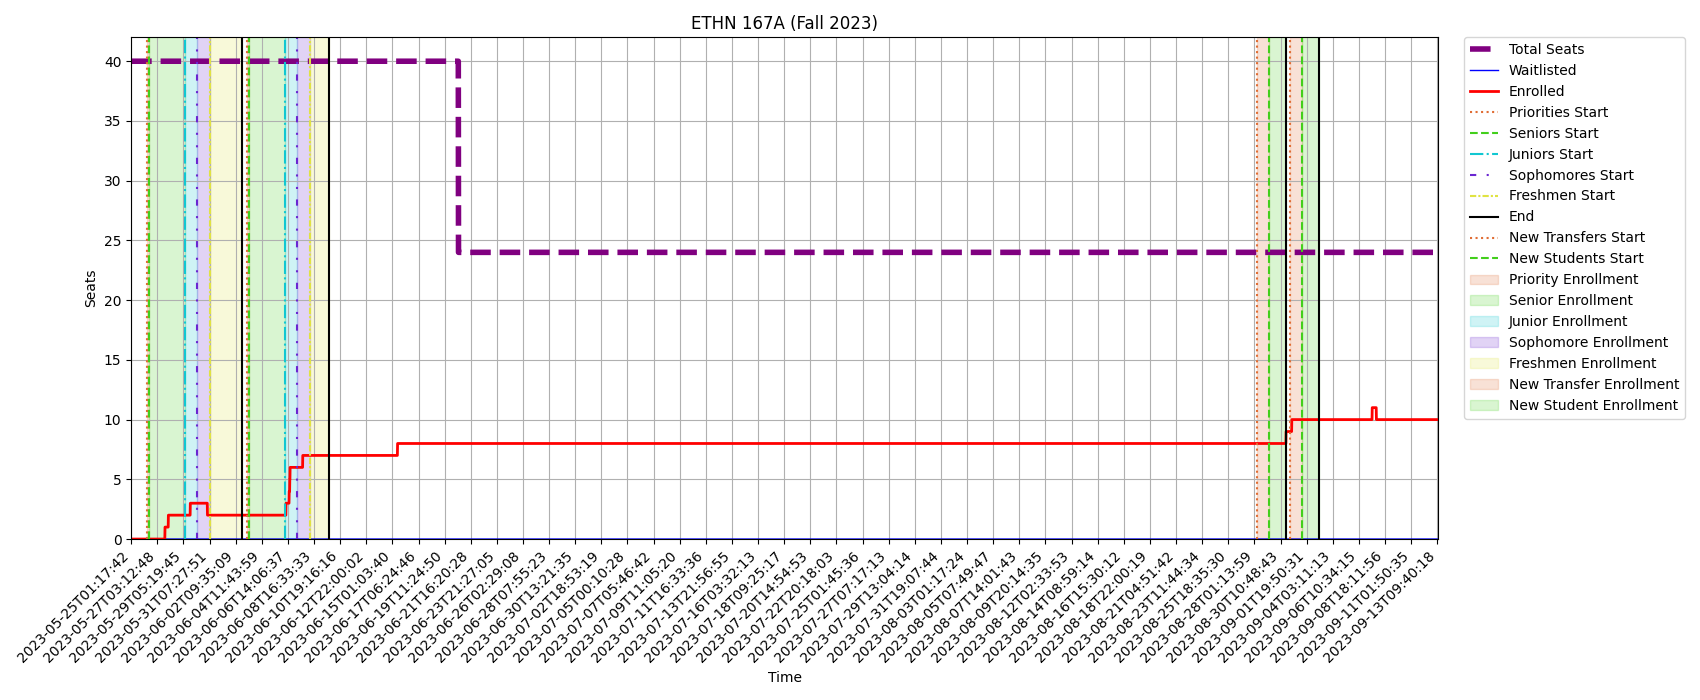 ETHN 167A (Fall 2023)
Seats
40
35
30
25
20
15
10
5
0
2023-05-25T01:17:42
2023-05-27T03:12:48
2023-05-29T05:19:45
2023-05-31T07:27:51
2023-06-02T09:35:09
2023-06-04T11:43:59
2023-06-06T14:06:37
2023-06-08T16:33:33
2023-06-10T19:16:16
2023-06-12T22:00:02
2023-06-15T01:03:40
2023-06-17T06:24:46
2023-06-19T11:24:50
2023-06-21T16:20:28
2023-06-23T21:27:05
2023-06-26T02:29:08
2023-06-28T07:55:23
2023-06-30T13:21:35
2023-07-02T18:53:19
2023-07-05T00:10:28
2023-07-07T05:46:42
2023-07-09T11:05:20
2023-07-11T16:33:36
2023-07-13T21:56:55
2023-07-16T03:32:13
2023-07-18T09:25:17
2023-07-20T14:54:53
2023-07-22T20:18:03
2023-07-25T01:45:36
2023-07-27T07:17:13
2023-07-29T13:04:14
2023-07-31T19:07:44
2023-08-03T01:17:24
2023-08-05T07:49:47
2023-08-07T14:01:43
2023-08-09T20:14:35
2023-08-12T02:33:53
2023-08-14T08:59:14
2023-08-16T15:30:12
2023-08-18T22:00:19
2023-08-21T04:51:42
2023-08-23T11:44:34
2023-08-25T18:35:30
2023-08-28T01:13:59
2023-08-30T10:48:43
2023-09-01T19:50:31
2023-09-04T03:11:13
2023-09-06T10:34:15
2023-09-08T18:11:56
2023-09-11T01:50:35
2023-09-13T09:40:18
Time
Total Seats
Waitlisted
Enrolled
Priorities Start
Seniors Start
Juniors Start
Sophomores Start
Freshmen Start
End
New Transfers Start
New Students Start
Priority Enrollment
Senior Enrollment
Junior Enrollment
Sophomore Enrollment
Freshmen Enrollment
New Transfer Enrollment
New Student Enrollment